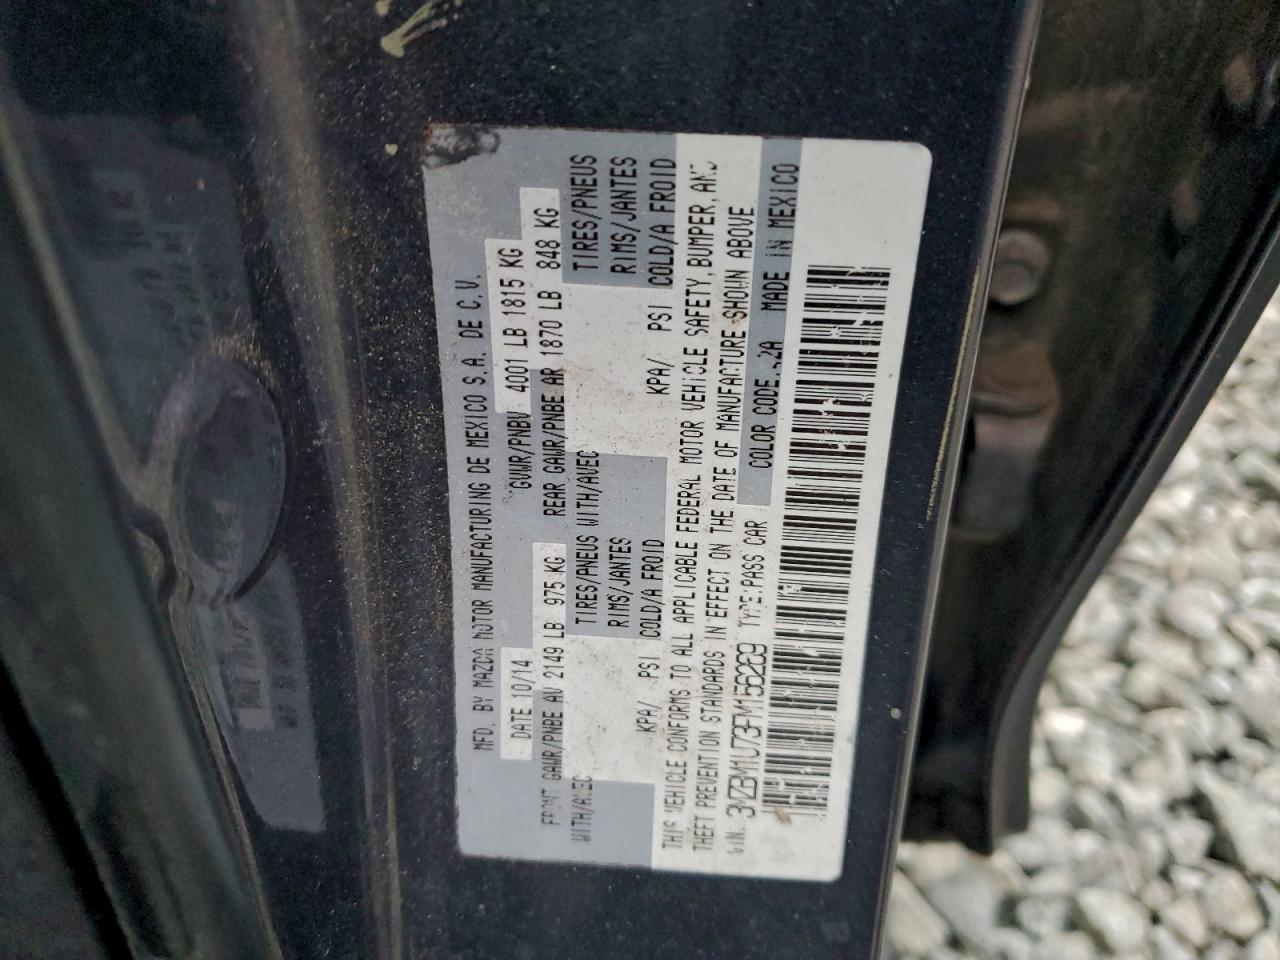 MFD. BY MAZDA MOTOR MANUFACTURING DE MEXICO S.A. DE C.V.
DATE 10/14 GVWR/PNBV 4001 LB 1815 KG
FRONT GAWR/PNBE AV 2149 LB 975 KG REAR GAWR/PNBE AR 1870 LB 848 KG
WITH/AVEC TIRES/PNEUS WITH/AVEC TIRES/PNEUS
RIMS/JANTES RIMS/JANTES
KPA/ PSI COLD/A FROID KPA/ PSI COLD/A FROID
THIS VEHICLE CONFORMS TO ALL APPLICABLE FEDERAL MOTOR VEHICLE SAFETY, BUMPER, AND
THEFT PREVENTION STANDARDS IN EFFECT ON THE DATE OF MANUFACTURE SHOWN ABOVE
VIN: 3MZBM1U73FM156269 TYPE: PASS CAR COLOR CODE MADE IN MEXICO